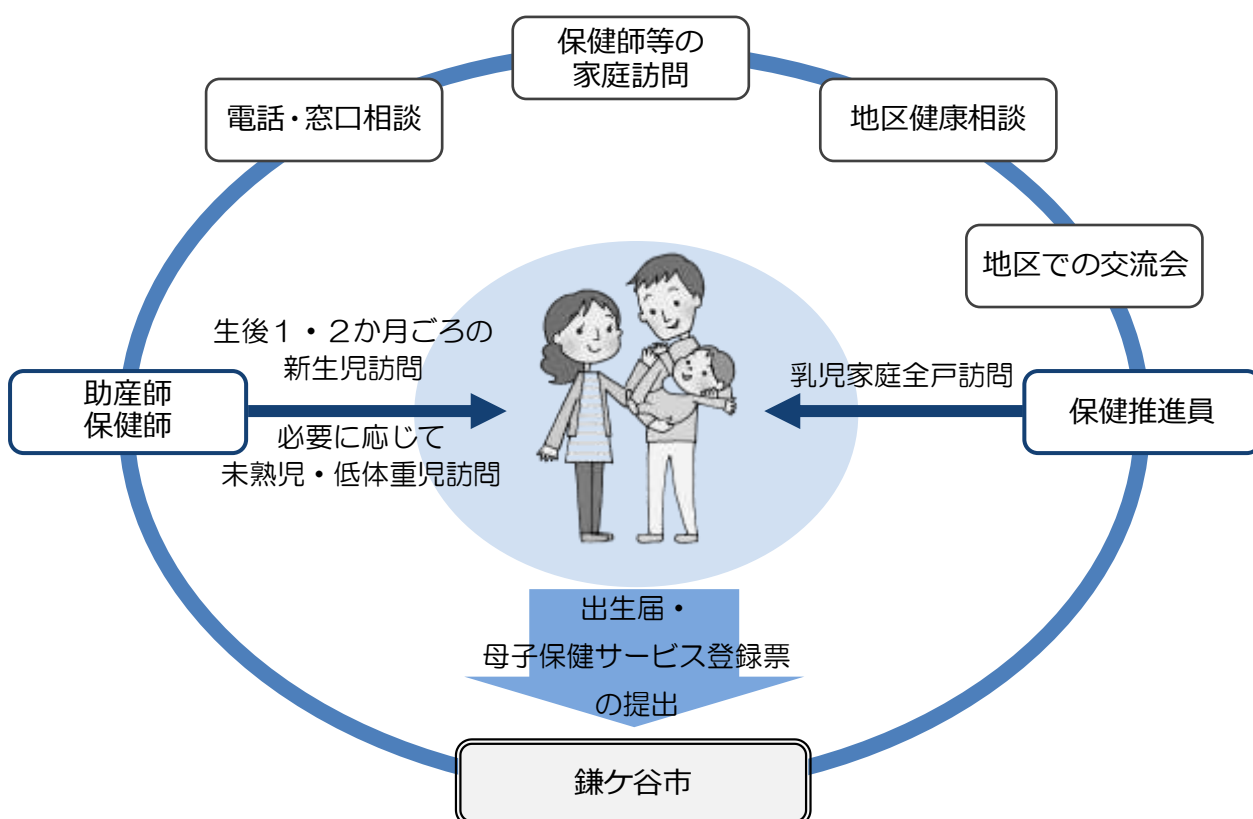 保健師等の
家庭訪問
電話・窓口相談
地区健康相談
地区での交流会
生後１・２か月ごろの
新生児訪問
助産師
保健師
必要に応じて
未熟児・低体重児訪問
乳児家庭全戸訪問
保健推進員
出生届・
母子保健サービス登録票
の提出
鎌ケ谷市